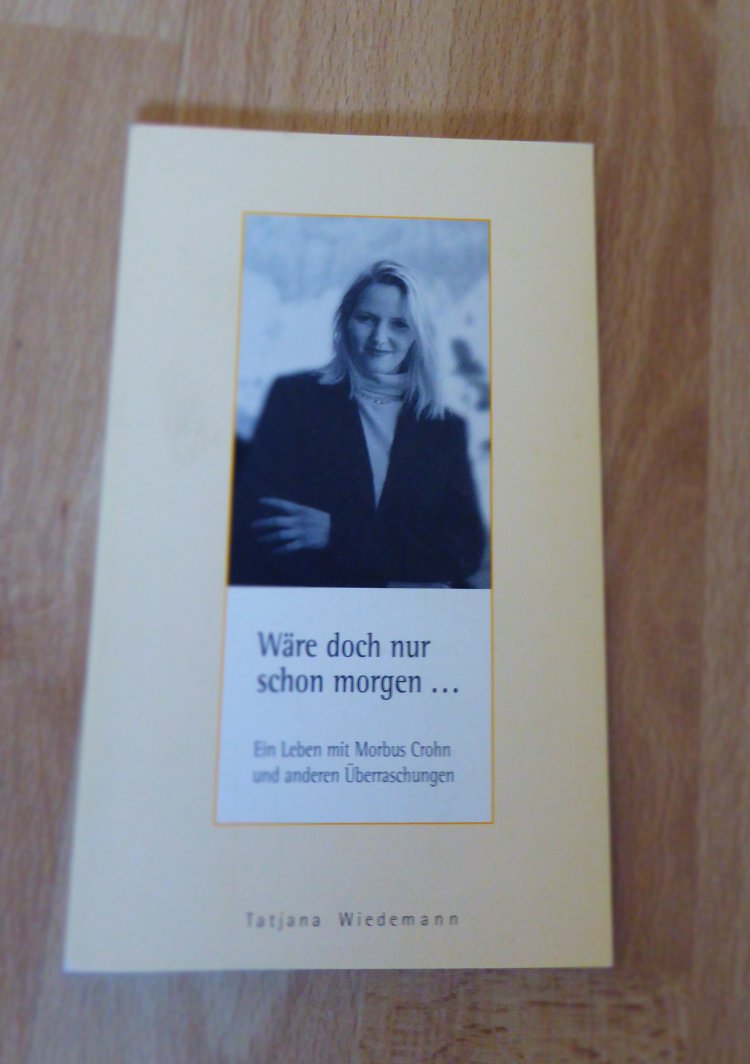 Wäre doch nur
schon morgen ...
Ein Leben mit Morbus Crohn
und anderen Überraschungen
Tatjana Wiedemann